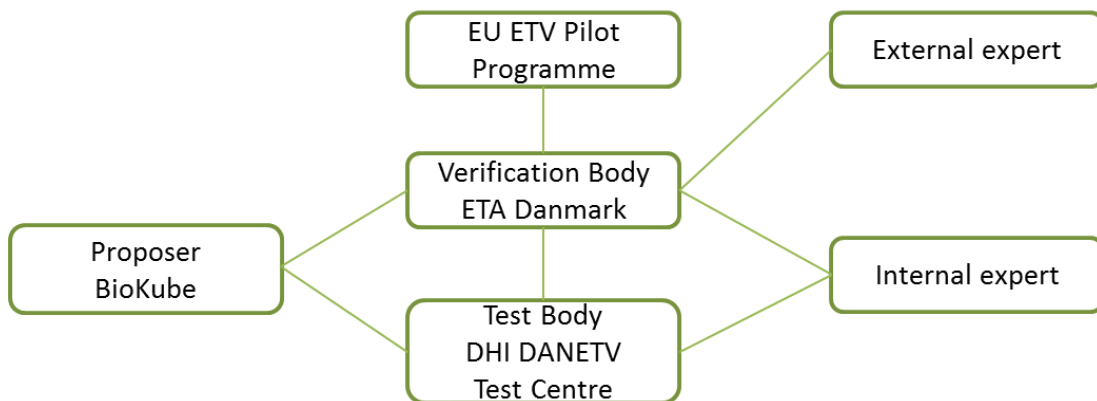 EU ETV Pilot
Programme
External expert
Verification Body
ETA Danmark
Proposer
BioKube
Internal expert
Test Body
DHI DANETV
Test Centre